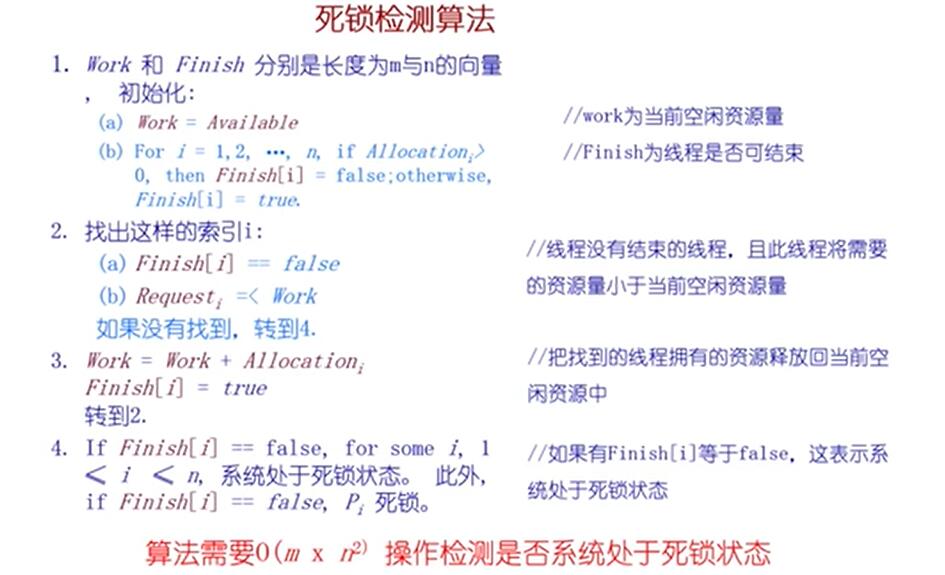 死锁检测算法
1. Work 和 Finish 分别是长度为m与n的向量
， 初始化:
(a) Work = Available
//work为当前空闲资源量
(b) For i = 1,2, …, n, if Allocationᵢ>
//Finish为线程是否可结束
0, then Finish[i] = false;otherwise,
Finish[i] = true.
2. 找出这样的索引i:
(a) Finish[i] == false
//线程没有结束的线程，且此线程将需要
(b) Requestᵢ =< Work
的资源量小于当前空闲资源量
如果没有找到，转到4.
3. Work = Work + Allocationᵢ
//把找到的线程拥有的资源释放回当前空
Finish[i] = true
闲资源中
转到2.
4. If Finish[i] == false, for some i, 1
//如果有Finish[i]等于false，这表示系
≤ i ≤ n, 系统处于死锁状态。 此外,
统处于死锁状态
if Finish[i] == false, Pᵢ 死锁。
算法需要O(m x n²⁾ 操作检测是否系统处于死锁状态